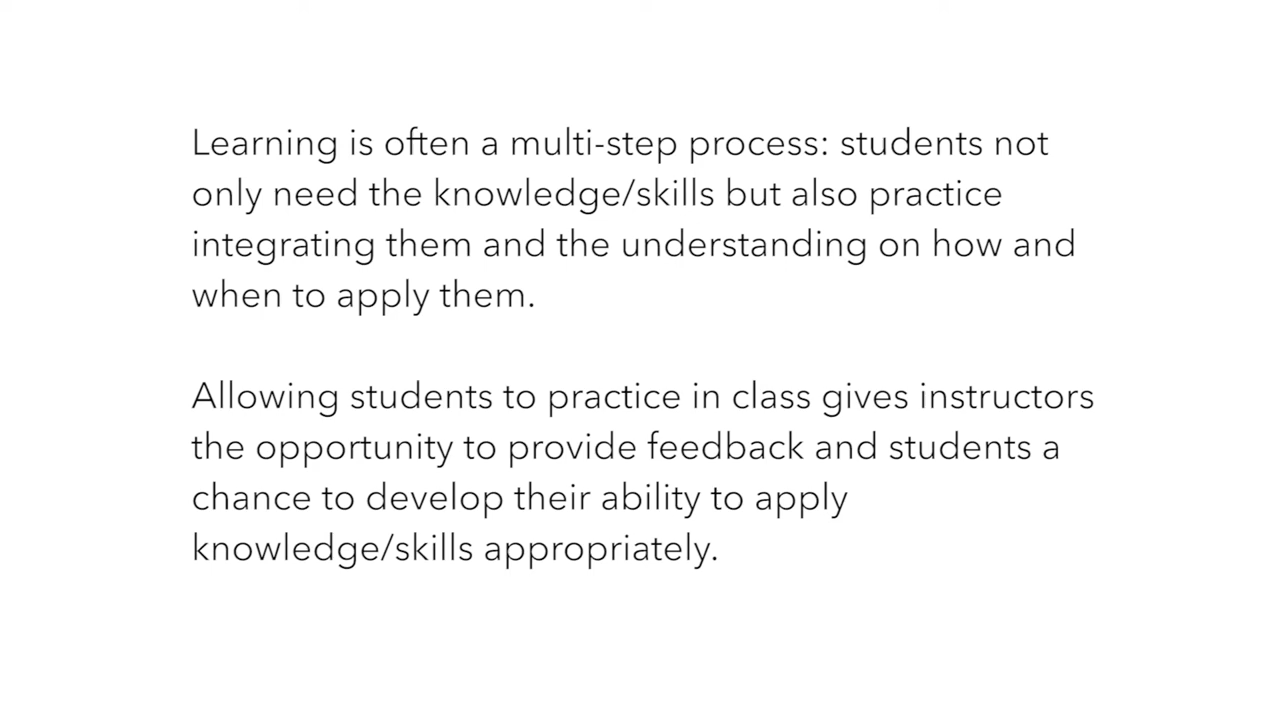 Learning is often a multi-step process: students not
only need the knowledge/skills but also practice
integrating them and the understanding on how and
when to apply them.
Allowing students to practice in class gives instructors
the opportunity to provide feedback and students a
chance to develop their ability to apply
knowledge/skills appropriately.